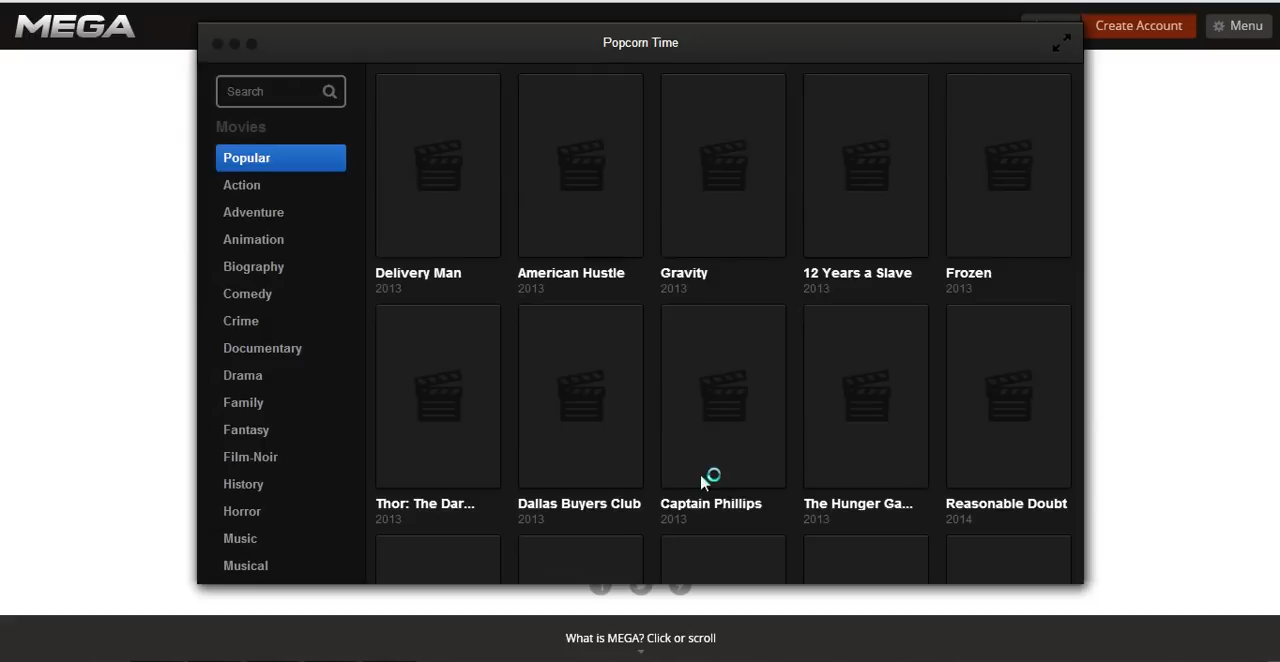 MEGA
Create Account
Menu
Popcorn Time
Search
Movies
Popular
Action
Adventure
Animation
Biography
Comedy
Crime
Documentary
Drama
Family
Fantasy
Film-Noir
History
Horror
Music
Musical
Delivery Man
2013
American Hustle
2013
Gravity
2013
12 Years a Slave
2013
Frozen
2013
Thor: The Dar...
2013
Dallas Buyers Club
2013
Captain Phillips
2013
The Hunger Ga...
2013
Reasonable Doubt
2014
What is MEGA? Click or scroll